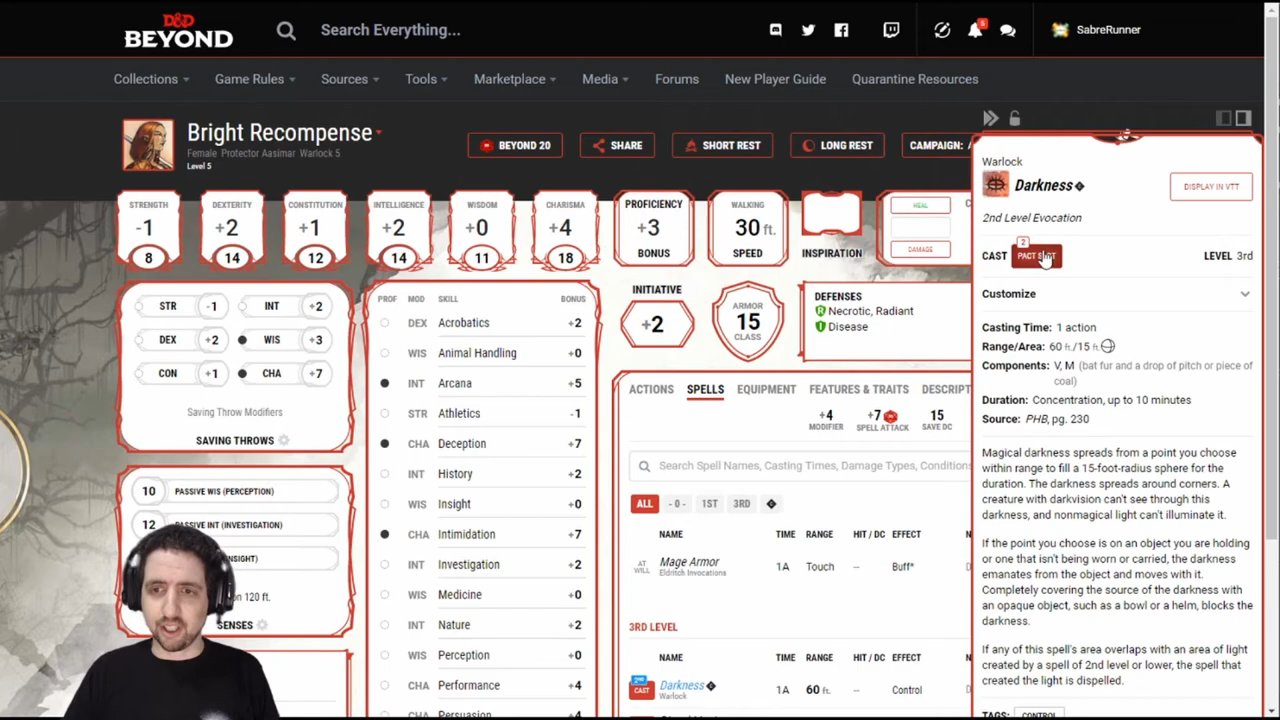 D&D
BEYOND
Search Everything...
5
SabreRunner
Collections
Game Rules
Sources
Tools
Marketplace
Media
Forums
New Player Guide
Quarantine Resources
Bright Recompense
Female Protector Aasimar Warlock 5
Level 5
BEYOND 20
SHARE
SHORT REST
LONG REST
CAMPAIGN:
STRENGTH
-1
8
DEXTERITY
+2
14
CONSTITUTION
+1
12
INTELLIGENCE
+2
14
WISDOM
+0
11
CHARISMA
+4
18
PROFICIENCY
+3
BONUS
WALKING
30 ft.
SPEED
INSPIRATION
HEAL
DAMAGE
STR -1
INT +2
DEX +2
WIS +3
CON +1
CHA +7
Saving Throw Modifiers
SAVING THROWS
10 PASSIVE WIS (PERCEPTION)
12 PASSIVE INT (INVESTIGATION)
INSIGHT)
on 120 ft.
SENSES
PROF MOD SKILL BONUS
DEX Acrobatics +2
WIS Animal Handling +0
INT Arcana +5
STR Athletics -1
CHA Deception +7
INT History +2
WIS Insight +0
CHA Intimidation +7
INT Investigation +2
WIS Medicine +0
INT Nature +2
WIS Perception +0
CHA Performance +4
CHA Persuasion +4
INITIATIVE
+2
ARMOR
15
CLASS
DEFENSES
R Necrotic, Radiant
I Disease
ACTIONS
SPELLS
EQUIPMENT
FEATURES & TRAITS
DESCRIPT
+4
MODIFIER
+7
SPELL ATTACK
15
SAVE DC
Search Spell Names, Casting Times, Damage Types, Conditions
ALL
- 0 -
1ST
3RD
NAME TIME RANGE HIT / DC EFFECT N
AT WILL
Mage Armor 1A Touch -- Buff* D
Eldritch Invocations
3RD LEVEL
NAME TIME RANGE HIT / DC EFFECT N
2ND
CAST
Darkness 1A 60 ft. -- Control D
Warlock
Warlock
Darkness
DISPLAY IN VTT
2nd Level Evocation
2
CAST
LEVEL 3rd
Customize
Casting Time: 1 action
Range/Area: 60 ft./15 ft.
Components: V, M (bat fur and a drop of pitch or piece of
coal)
Duration: Concentration, up to 10 minutes
Source: PHB, pg. 230
Magical darkness spreads from a point you choose
within range to fill a 15-foot-radius sphere for the
duration. The darkness spreads around corners. A
creature with darkvision can't see through this
darkness, and nonmagical light can't illuminate it.
If the point you choose is on an object you are holding
or one that isn't being worn or carried, the darkness
emanates from the object and moves with it.
Completely covering the source of the darkness with
an opaque object, such as a bowl or a helm, blocks the
darkness.
If any of this spell's area overlaps with an area of light
created by a spell of 2nd level or lower, the spell that
created the light is dispelled.
TAGS: CONTROL